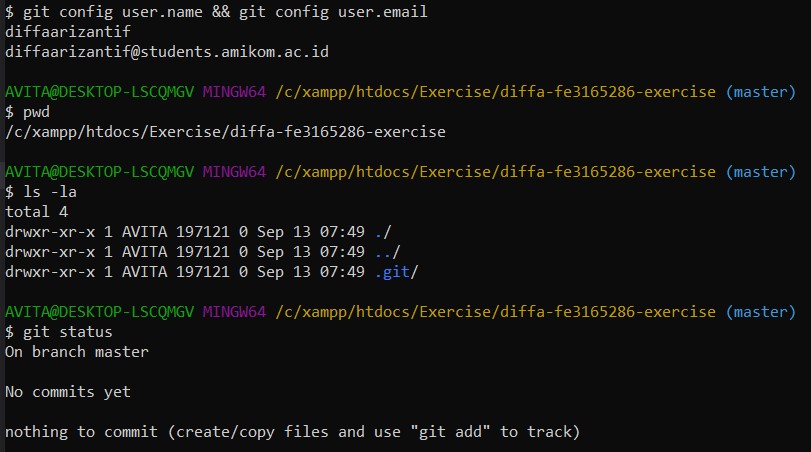 $ git config user.name && git config user.email
diffaarizantif
diffaarizantif@students.amikom.ac.id
AVITA@DESKTOP-LSCQMGV MINGW64 /c/xampp/htdocs/Exercise/diffa-fe3165286-exercise (master)
$ pwd
/c/xampp/htdocs/Exercise/diffa-fe3165286-exercise
AVITA@DESKTOP-LSCQMGV MINGW64 /c/xampp/htdocs/Exercise/diffa-fe3165286-exercise (master)
$ ls -la
total 4
drwxr-xr-x 1 AVITA 197121 0 Sep 13 07:49 ./
drwxr-xr-x 1 AVITA 197121 0 Sep 13 07:49 ../
drwxr-xr-x 1 AVITA 197121 0 Sep 13 07:49 .git/
AVITA@DESKTOP-LSCQMGV MINGW64 /c/xampp/htdocs/Exercise/diffa-fe3165286-exercise (master)
$ git status
On branch master
No commits yet
nothing to commit (create/copy files and use "git add" to track)